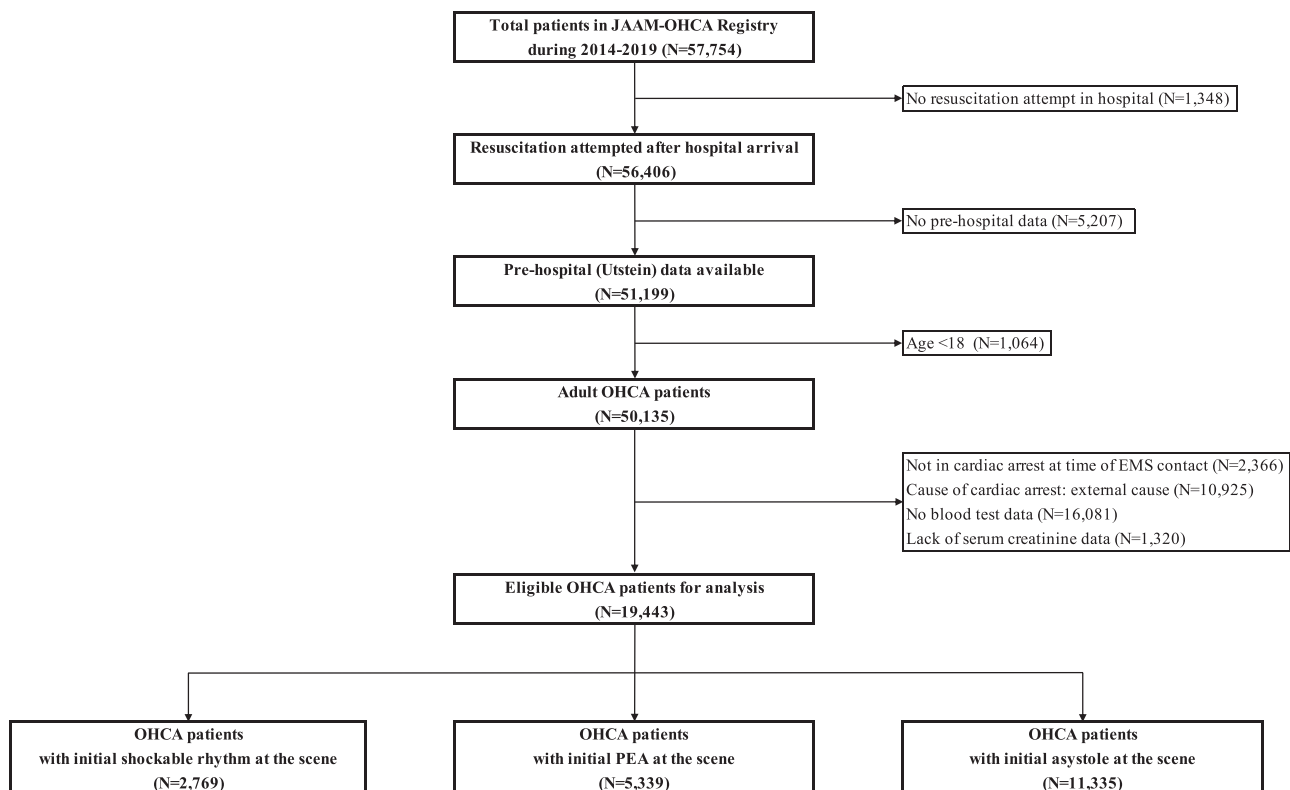 Total patients in JAAM-OHCA Registry
during 2014-2019 (N=57,754)
No resuscitation attempt in hospital (N=1,348)
Resuscitation attempted after hospital arrival
(N=56,406)
No pre-hospital data (N=5,207)
Pre-hospital (Utstein) data available
(N=51,199)
Age <18 (N=1,064)
Adult OHCA patients
(N=50,135)
Not in cardiac arrest at time of EMS contact (N=2,366)
Cause of cardiac arrest: external cause (N=10,925)
No blood test data (N=16,081)
Lack of serum creatinine data (N=1,320)
Eligible OHCA patients for analysis
(N=19,443)
OHCA patients
with initial shockable rhythm at the scene
(N=2,769)
OHCA patients
with initial PEA at the scene
(N=5,339)
OHCA patients
with initial asystole at the scene
(N=11,335)